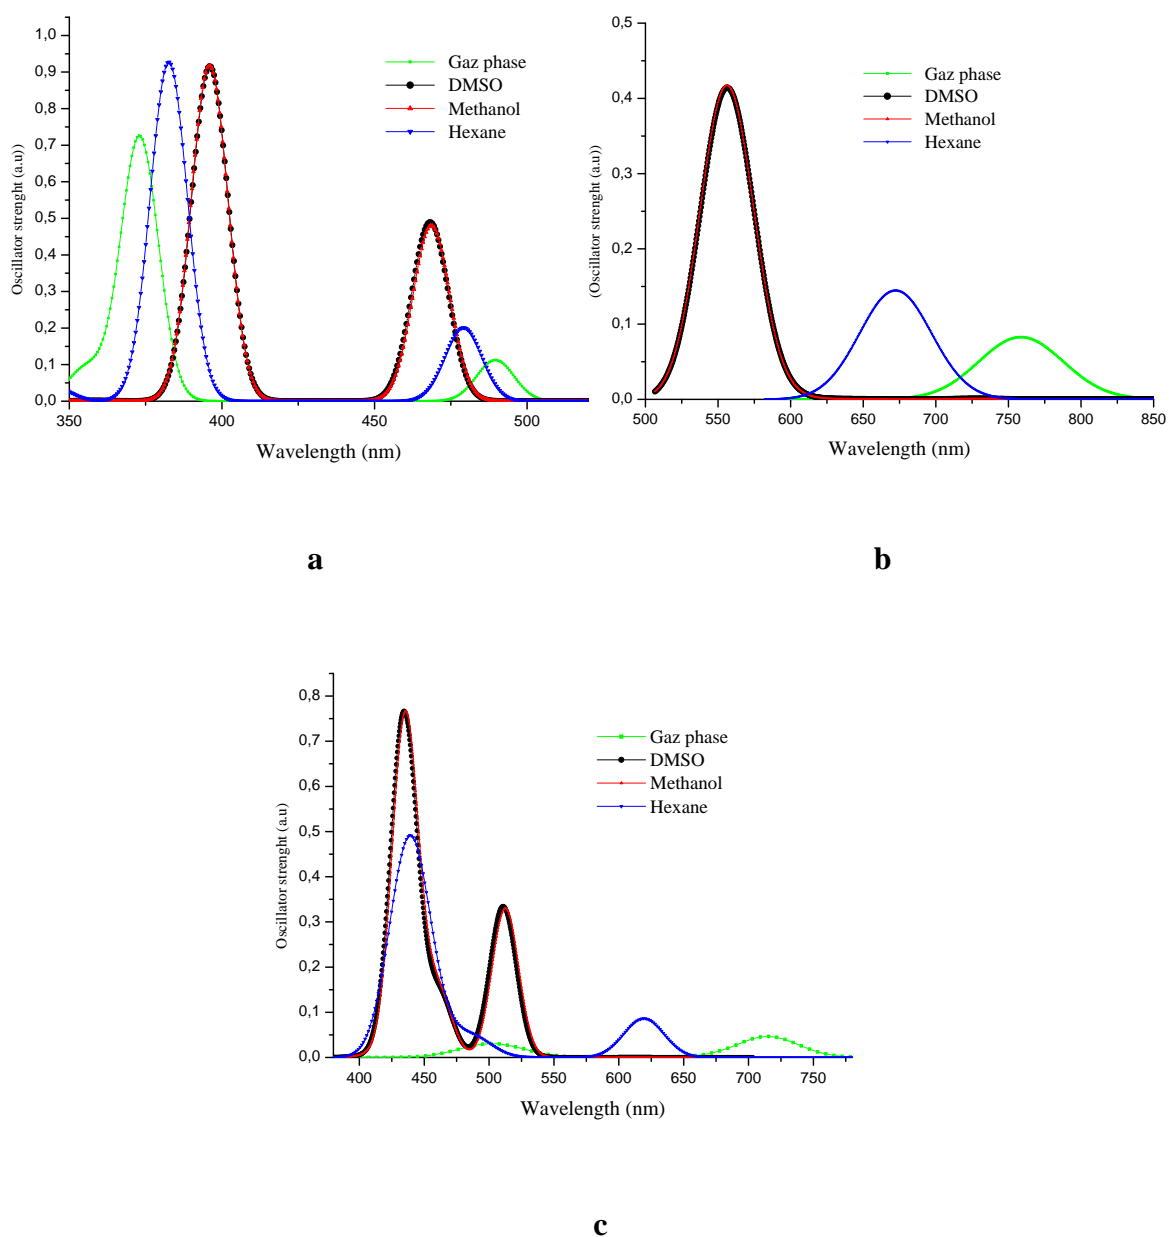 1,0
0,9
0,8
0,7
0,6
0,5
0,4
0,3
0,2
0,1
0,0
350
400
450
500
Oscillator strenght (a.u))
Wavelength (nm)
Gaz phase
DMSO
Methanol
Hexane
a
0,5
0,4
0,3
0,2
0,1
0,0
500
550
600
650
700
750
800
850
(Oscillator strenght (a.u))
Wavelength (nm)
Gaz phase
DMSO
Methanol
Hexane
b
0,8
0,7
0,6
0,5
0,4
0,3
0,2
0,1
0,0
400
450
500
550
600
650
700
750
Oscillator strenght (a.u)
Wavelength (nm)
Gaz phase
DMSO
Methanol
Hexane
c